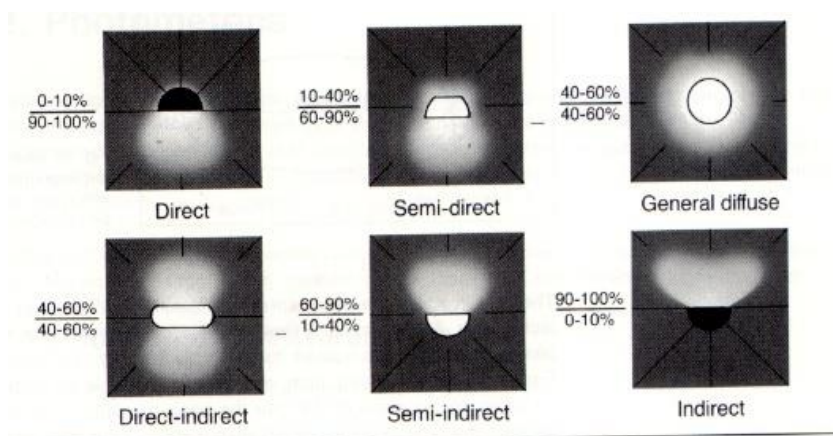 0-10%
90-100%
Direct
10-40%
60-90%
Semi-direct
40-60%
40-60%
General diffuse
40-60%
40-60%
Direct-indirect
60-90%
10-40%
Semi-indirect
90-100%
0-10%
Indirect